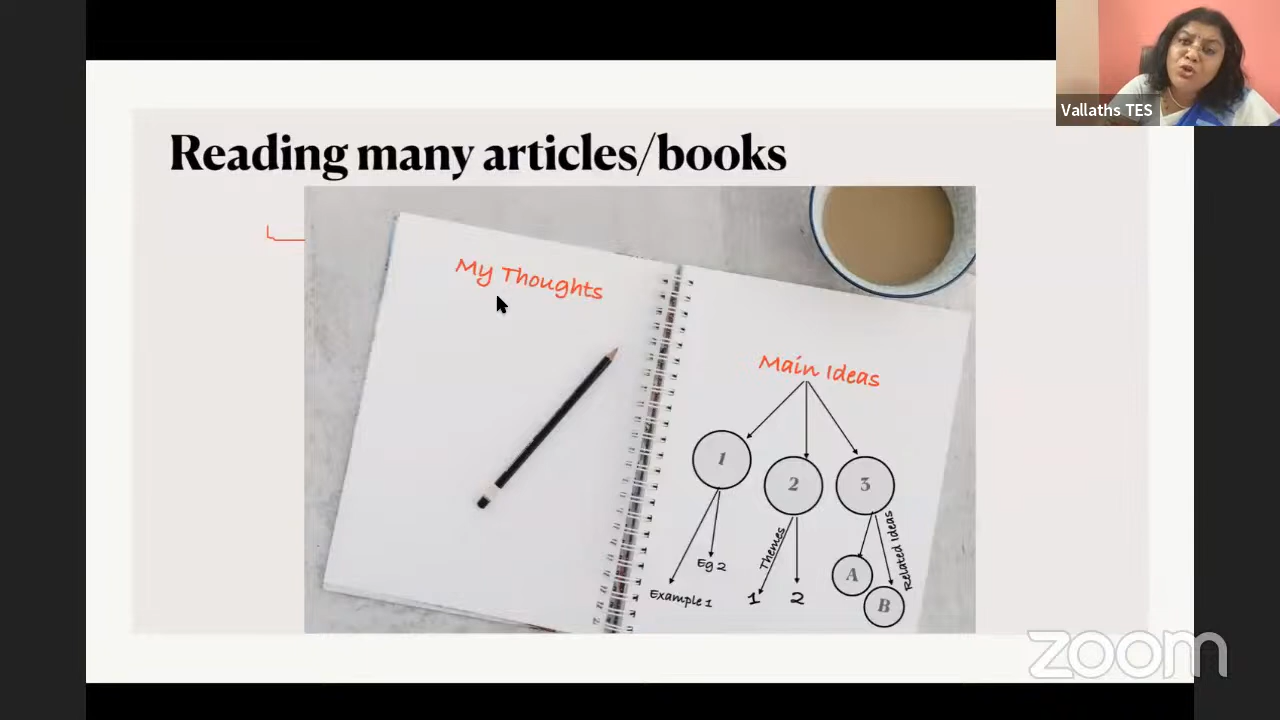 Vallaths TES
Reading many articles/books
My Thoughts
Main Ideas
1
2
3
Themes
Related Ideas
Eg 2
Example 1
1
2
A
B
zoom